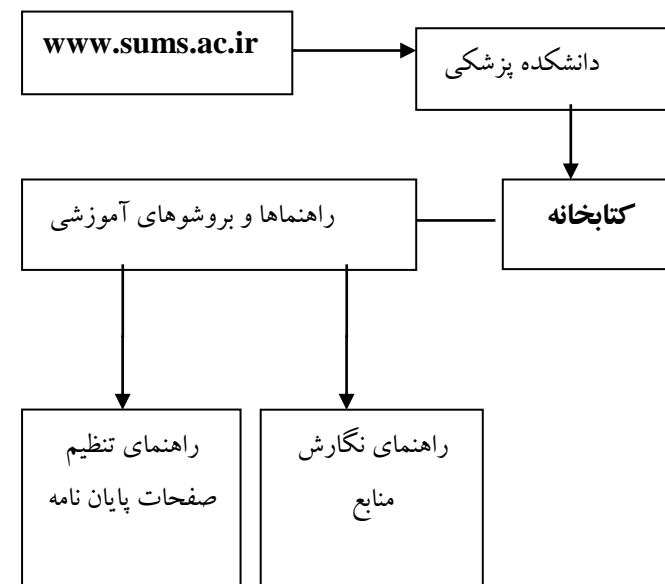 www.sums.ac.ir
دانشکده پزشکی
کتابخانه
راهنماها و بروشوهای آموزشی
راهنمای نگارش
منابع
راهنمای تنظیم
صفحات پایان نامه